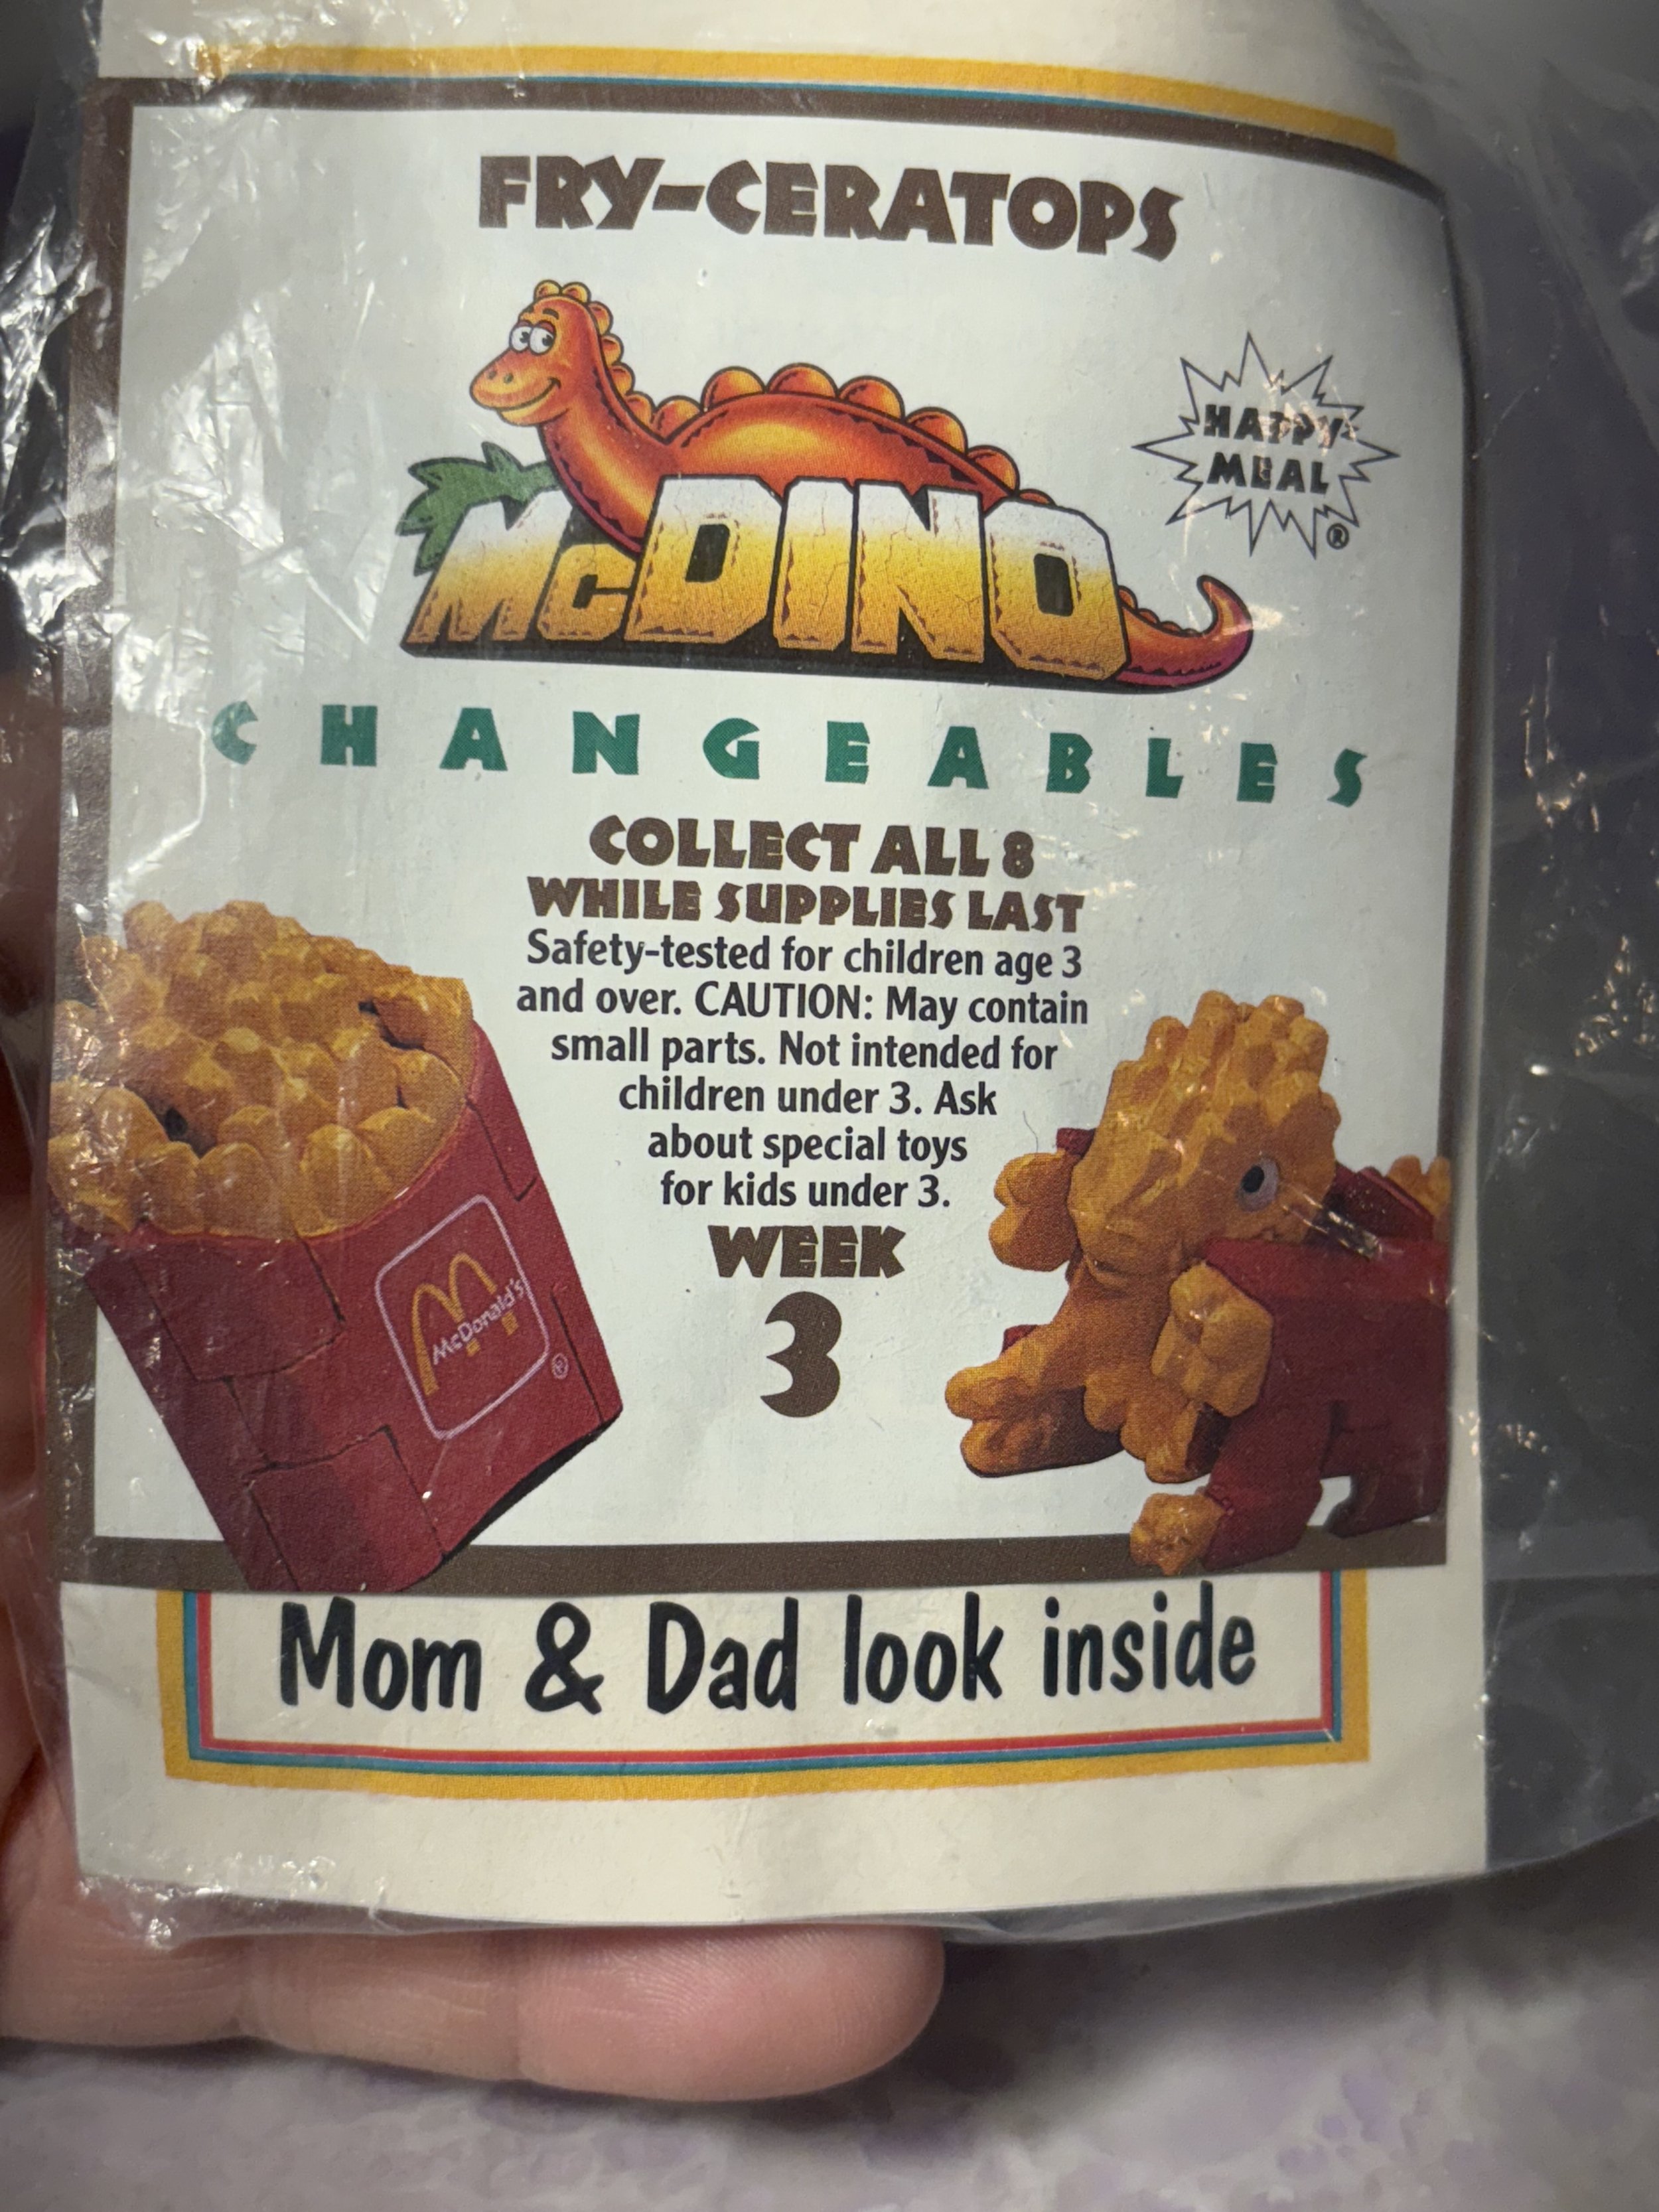 FRY-CERATOPS
HAPPY
MEAL
®
McDINO
CHANGEABLES
COLLECT ALL 8
WHILE SUPPLIES LAST
Safety-tested for children age 3
and over. CAUTION: May contain
small parts. Not intended for
children under 3. Ask
about special toys
for kids under 3.
WEEK
3
McDonald's
®
Mom & Dad look inside